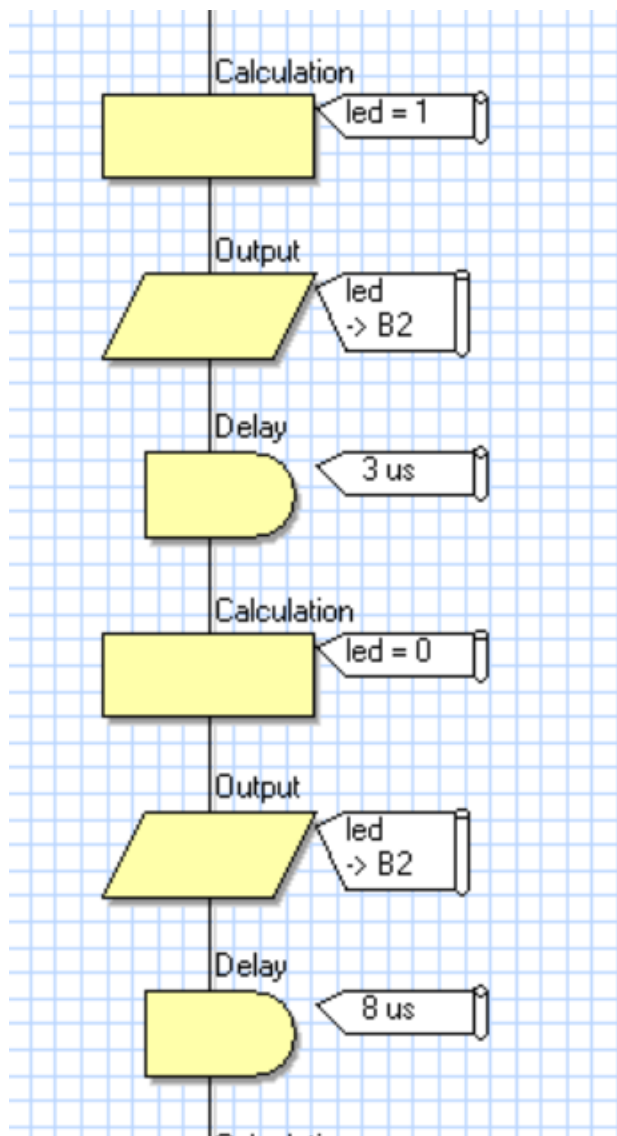 Calculation
led = 1
Output
led
-> B2
Delay
3 us
Calculation
led = 0
Output
led
-> B2
Delay
8 us